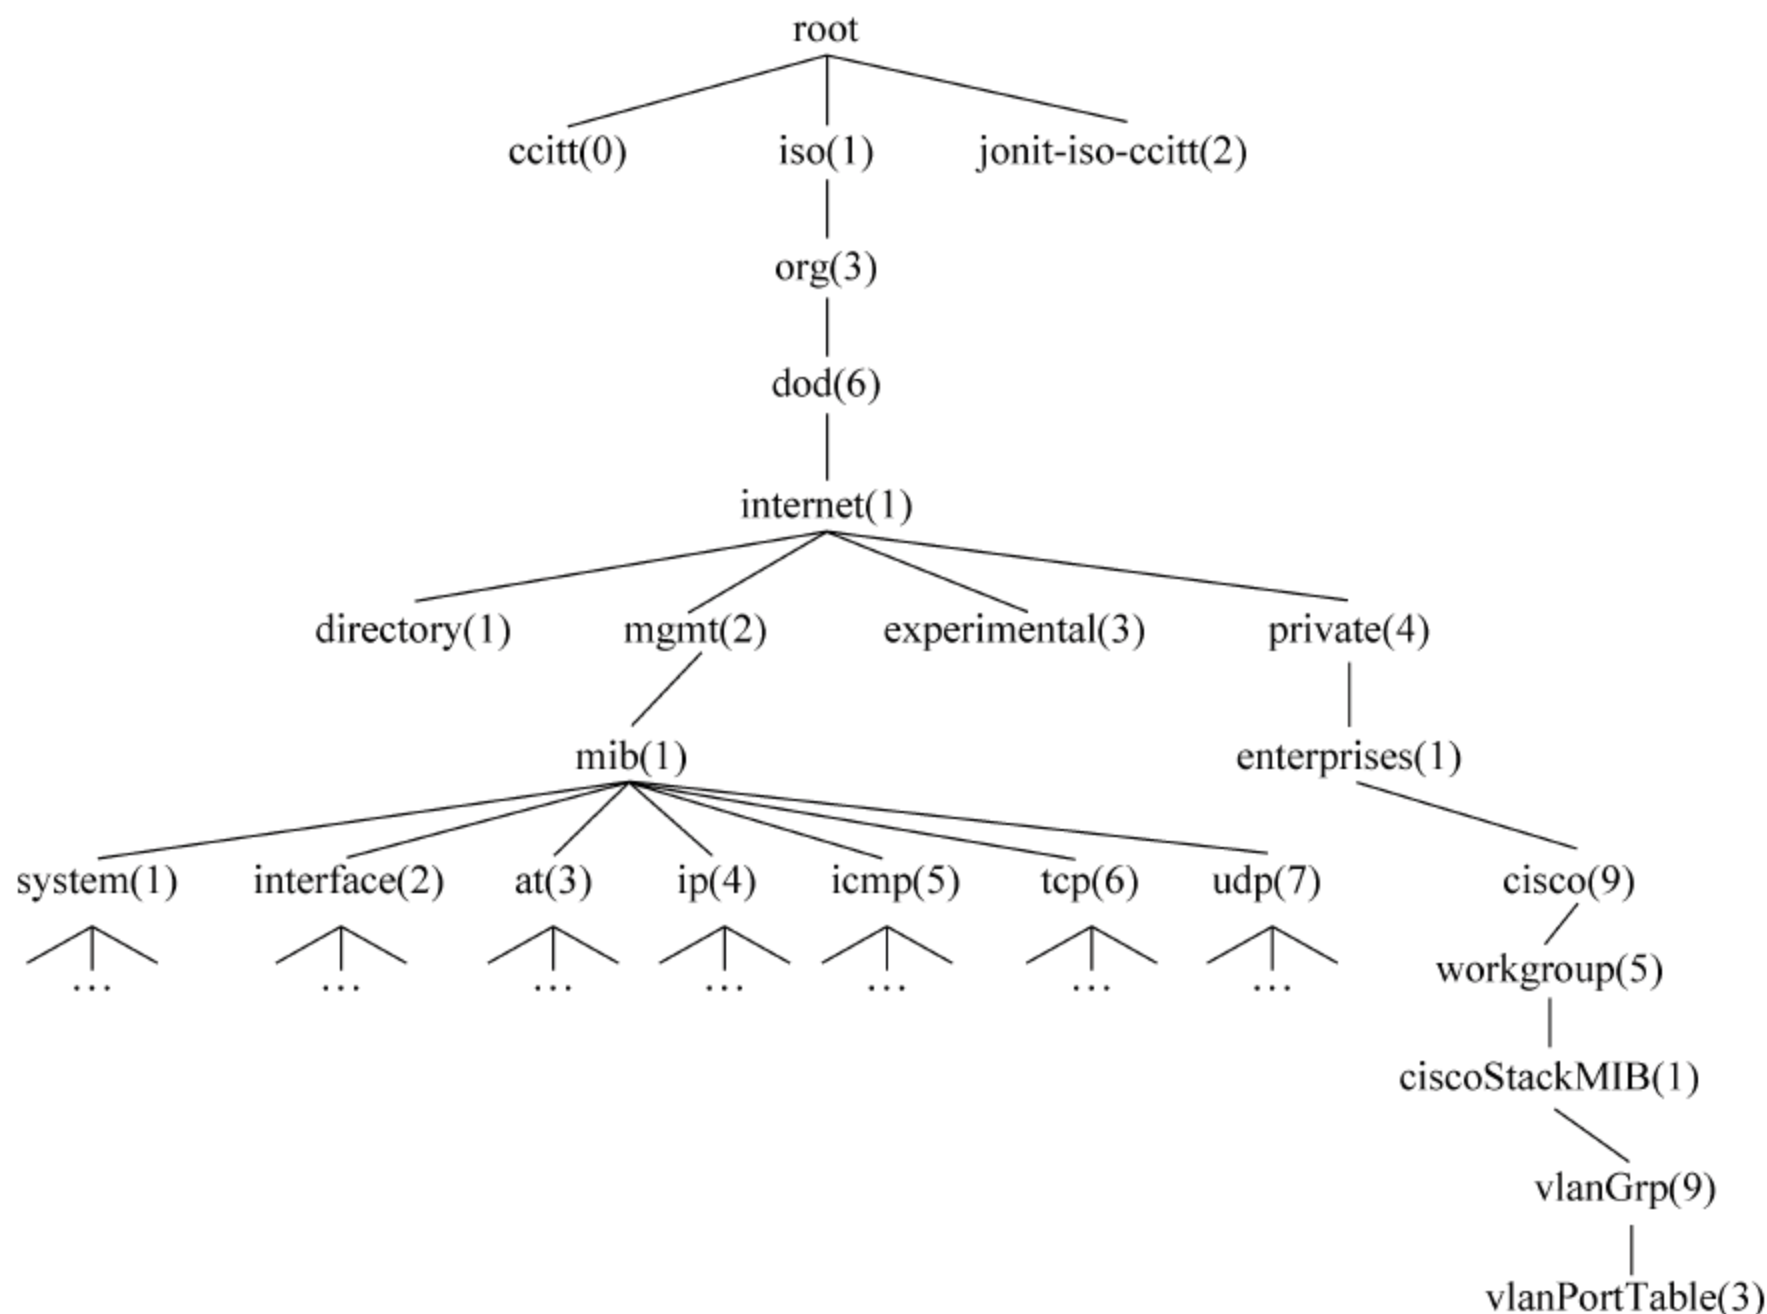 root
ccitt(0) iso(1) jonit-iso-ccitt(2)
org(3)
dod(6)
internet(1)
directory(1) mgmt(2) experimental(3) private(4)
mib(1) enterprises(1)
system(1) interface(2) at(3) ip(4) icmp(5) tcp(6) udp(7) cisco(9)
workgroup(5)
... ... ... ... ... ... ...
ciscoStackMIB(1)
vlanGrp(9)
vlanPortTable(3)